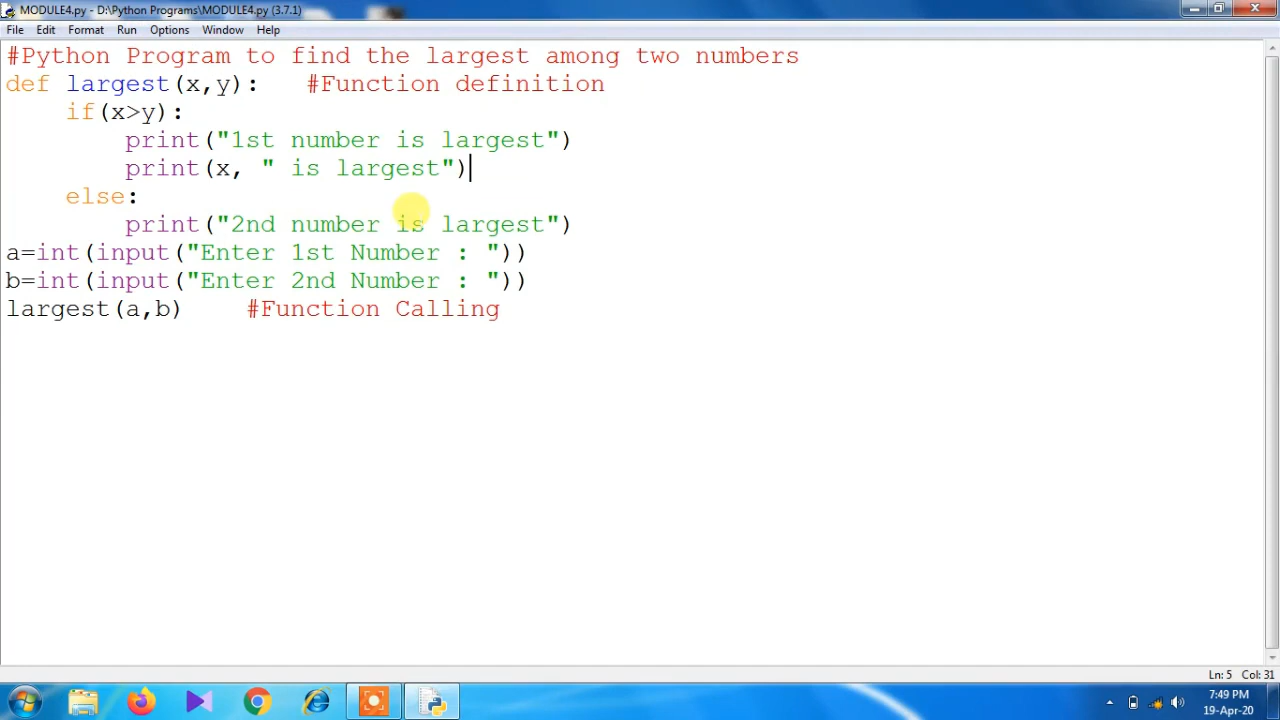 MODULE4.py - D:\Python Programs\MODULE4.py (3.7.1)
File Edit Format Run Options Window Help
#Python Program to find the largest among two numbers
def largest(x,y):   #Function definition
    if(x>y):
        print("1st number is largest")
        print(x, " is largest")
    else:
        print("2nd number is largest")
a=int(input("Enter 1st Number : "))
b=int(input("Enter 2nd Number : "))
largest(a,b)    #Function Calling
Ln: 5 Col: 31
7:49 PM
19-Apr-20